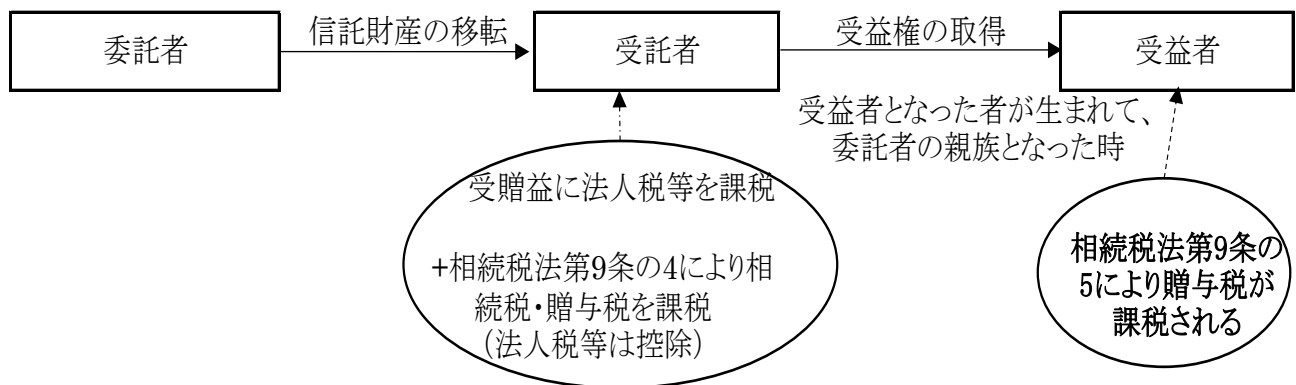 委託者
信託財産の移転
受託者
受益権の取得
受益者
受益者となった者が生まれて、
委託者の親族となった時
受贈益に法人税等を課税
+相続税法第9条の4により相
続税・贈与税を課税
(法人税等は控除)
相続税法第9条の
5により贈与税が
課税される